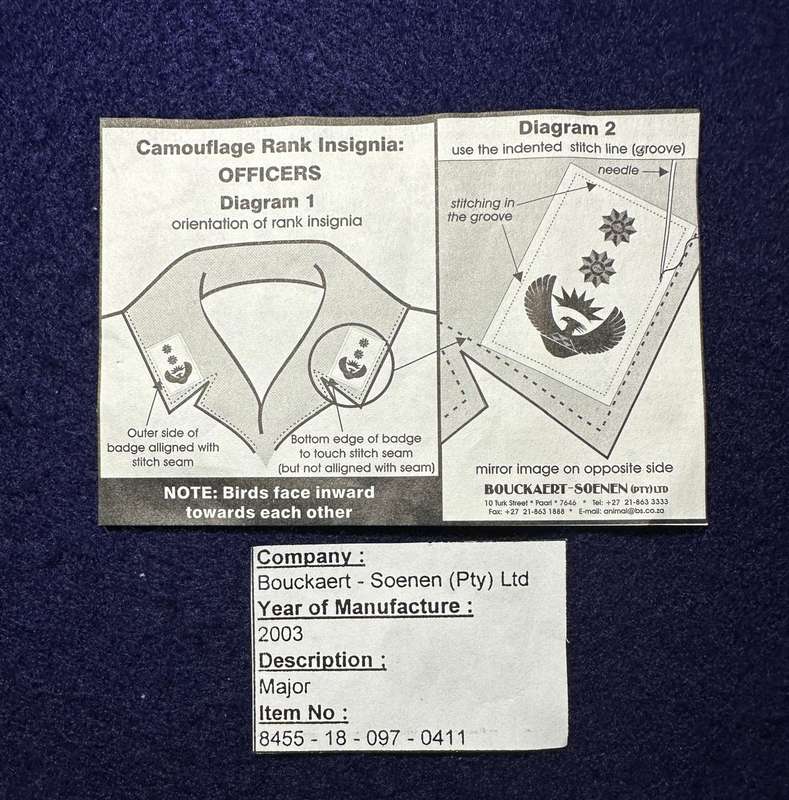 Camouflage Rank Insignia:
OFFICERS
Diagram 1
orientation of rank insignia
Outer side of
badge alligned with
stitch seam
Bottom edge of badge
to touch stitch seam
(but not alligned with seam)
NOTE: Birds face inward
towards each other
Diagram 2
use the indented stitch line (groove)
needle
stitching in
the groove
mirror image on opposite side
BOUCKAERT-SOENEN (PTY) LTD
10 Turk Street * Paarl * 7646 * Tel: +27 21-863 3333
Fax: +27 21-863 1888 * E-mail: animal@bs.co.za
Company :
Bouckaert - Soenen (Pty) Ltd
Year of Manufacture :
2003
Description :
Major
Item No :
8455 - 18 - 097 - 0411